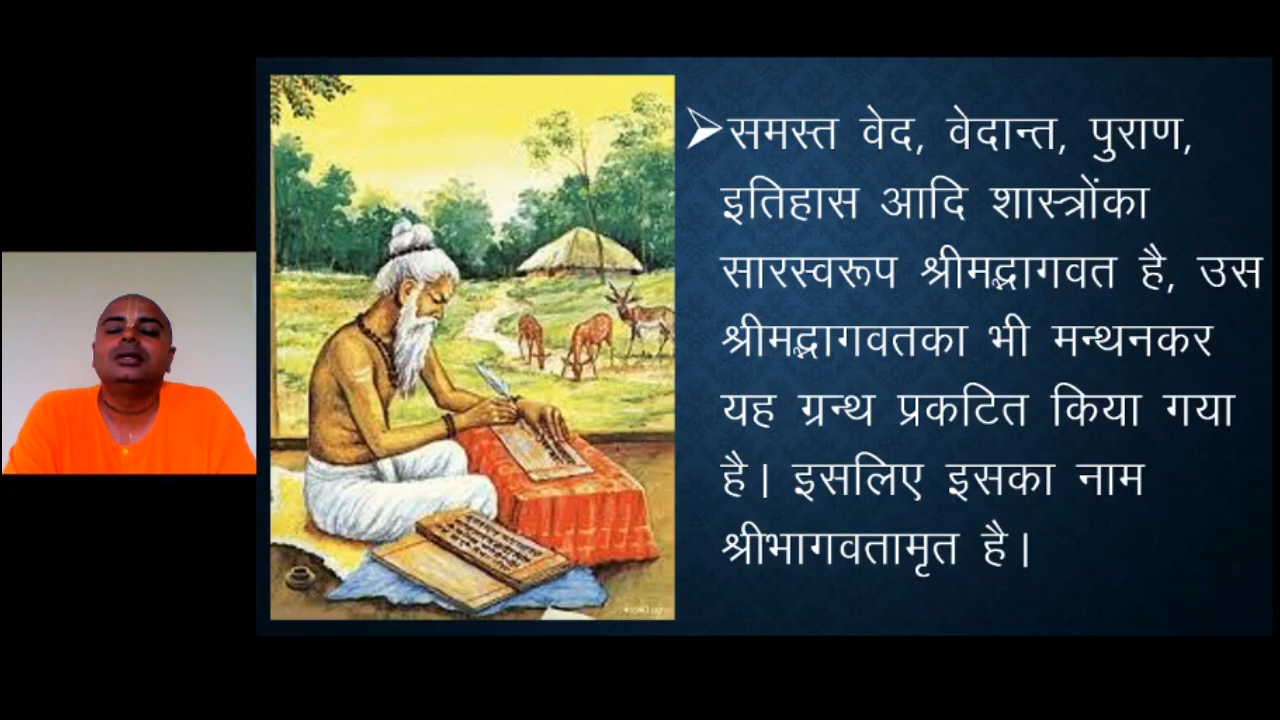 समस्त वेद, वेदान्त, पुराण,
इतिहास आदि शास्त्रोंका
सारस्वरूप श्रीमद्भागवत है, उस
श्रीमद्भागवतका भी मन्थनकर
यह ग्रन्थ प्रकटित किया गया
है। इसलिए इसका नाम
श्रीभागवतामृत है।